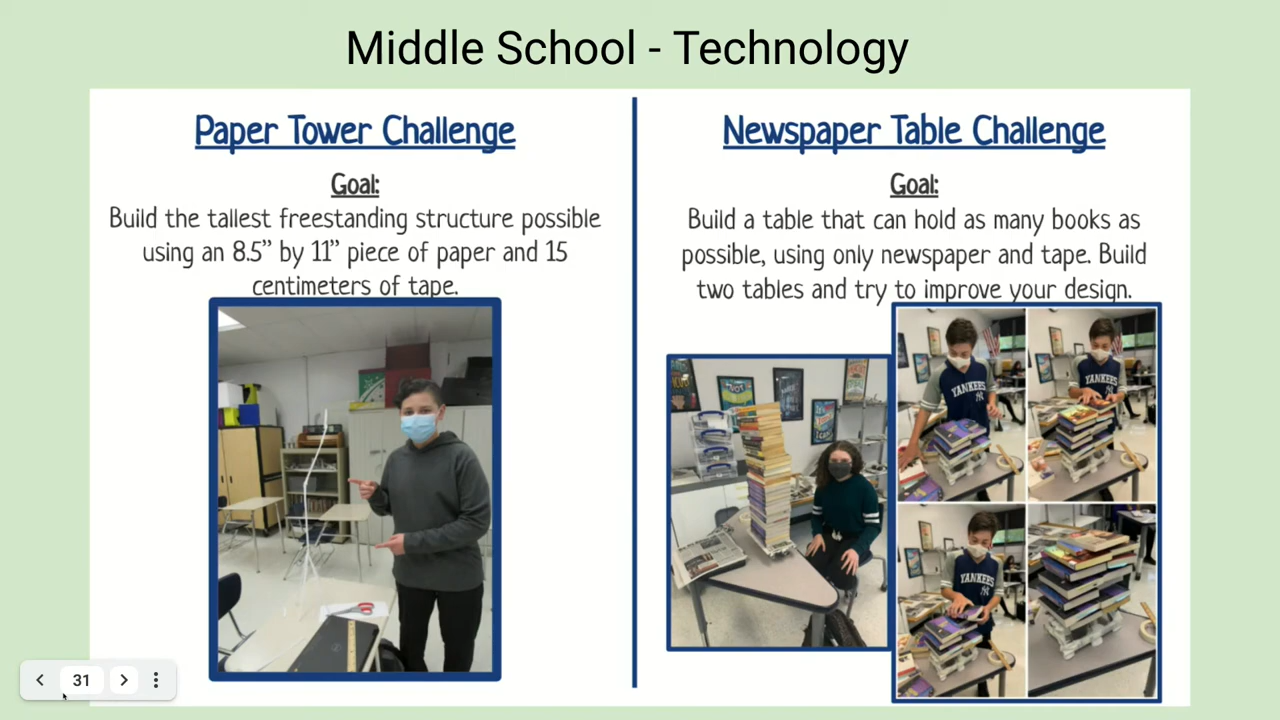 Middle School - Technology
Paper Tower Challenge
Goal:
Build the tallest freestanding structure possible
using an 8.5” by 11” piece of paper and 15
centimeters of tape.
Newspaper Table Challenge
Goal:
Build a table that can hold as many books as
possible, using only newspaper and tape. Build
two tables and try to improve your design.
YANKEES
YANKEES
YANKEES
31